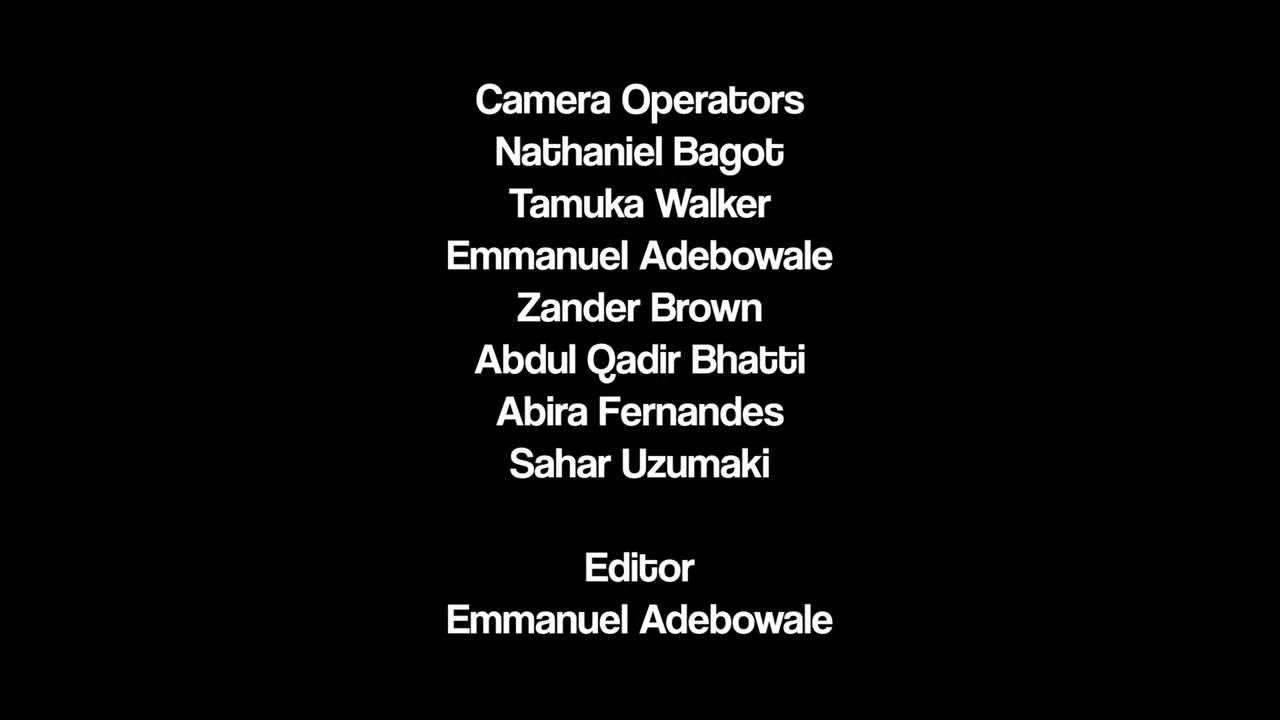 Camera Operators
Nathaniel Bagot
Tamuka Walker
Emmanuel Adebowale
Zander Brown
Abdul Qadir Bhatti
Abira Fernandes
Sahar Uzumaki
Editor
Emmanuel Adebowale